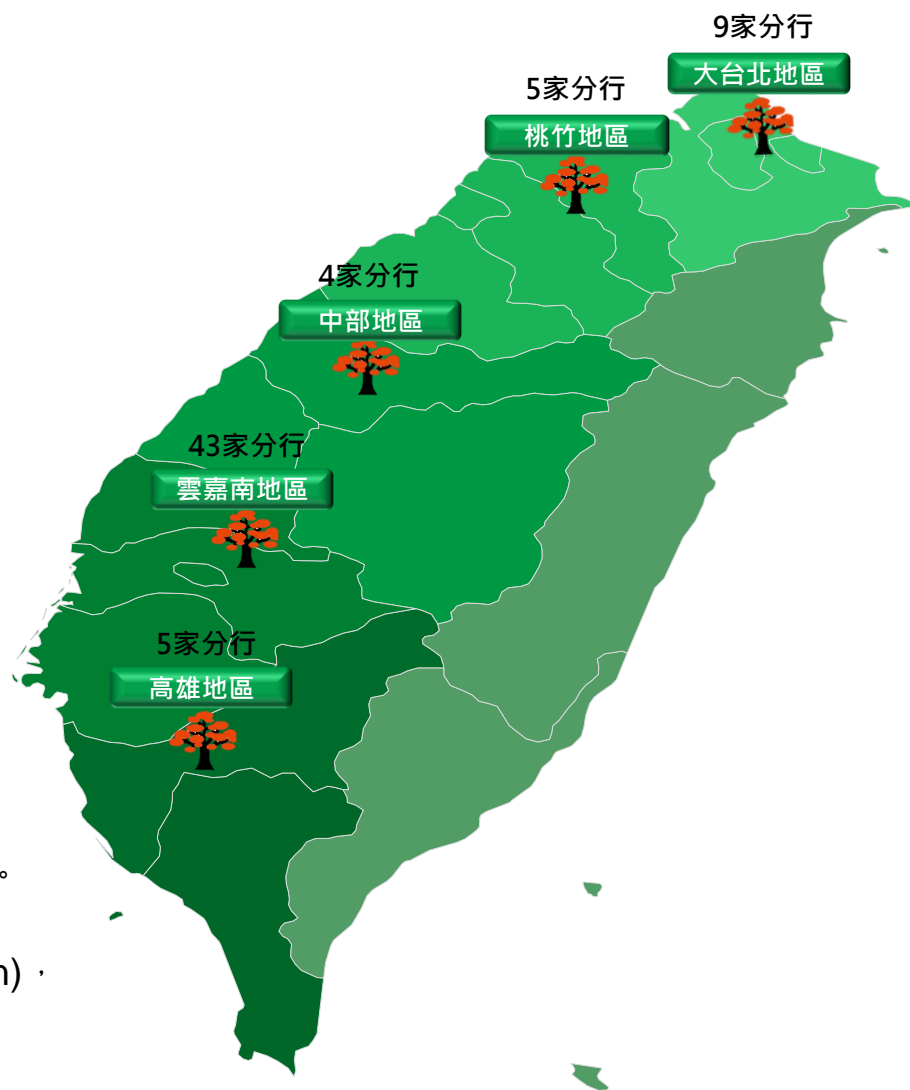 9家分行
大台北地區
5家分行
桃竹地區
4家分行
中部地區
43家分行
雲嘉南地區
5家分行
高雄地區
。
n)，